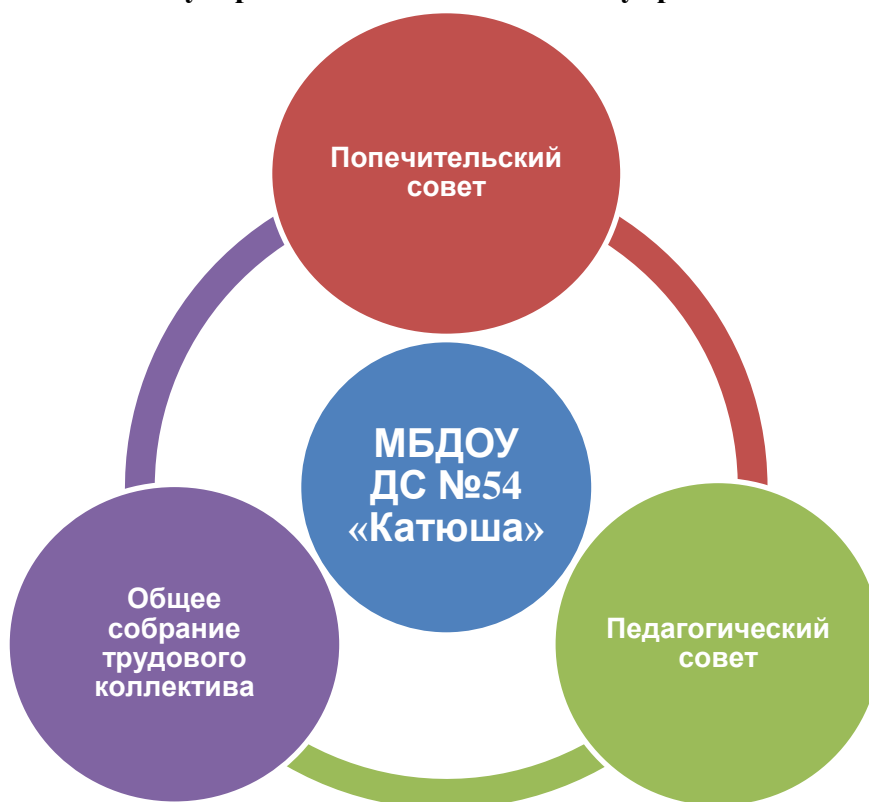 Попечительский
совет
МБДОУ
ДС №54
«Катюша»
Общее
собрание
трудового
коллектива
Педагогический
совет